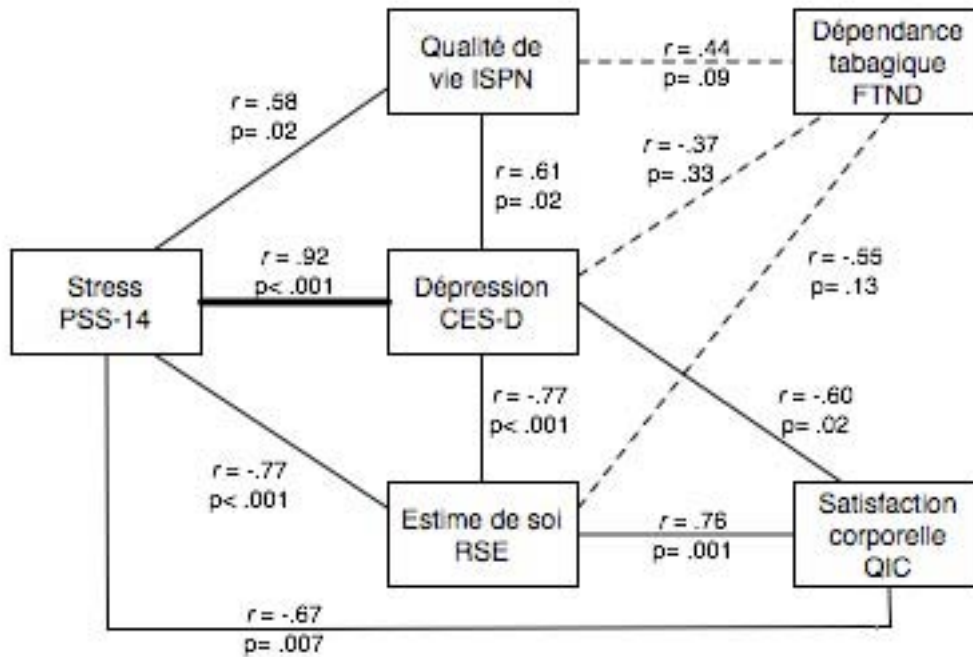 Qualité de
vie ISPN
r = .44
p= .09
Dépendance
tabagique
FTND
r = .58
p= .02
r = .61
p= .02
r = -.37
p= .33
Stress
PSS-14
r = .92
p< .001
Dépression
CES-D
r = -.55
p= .13
r = -.77
p< .001
r = -.60
p= .02
r = -.77
p< .001
Estime de soi
RSE
r = .76
p= .001
Satisfaction
corporelle
QIC
r = -.67
p= .007